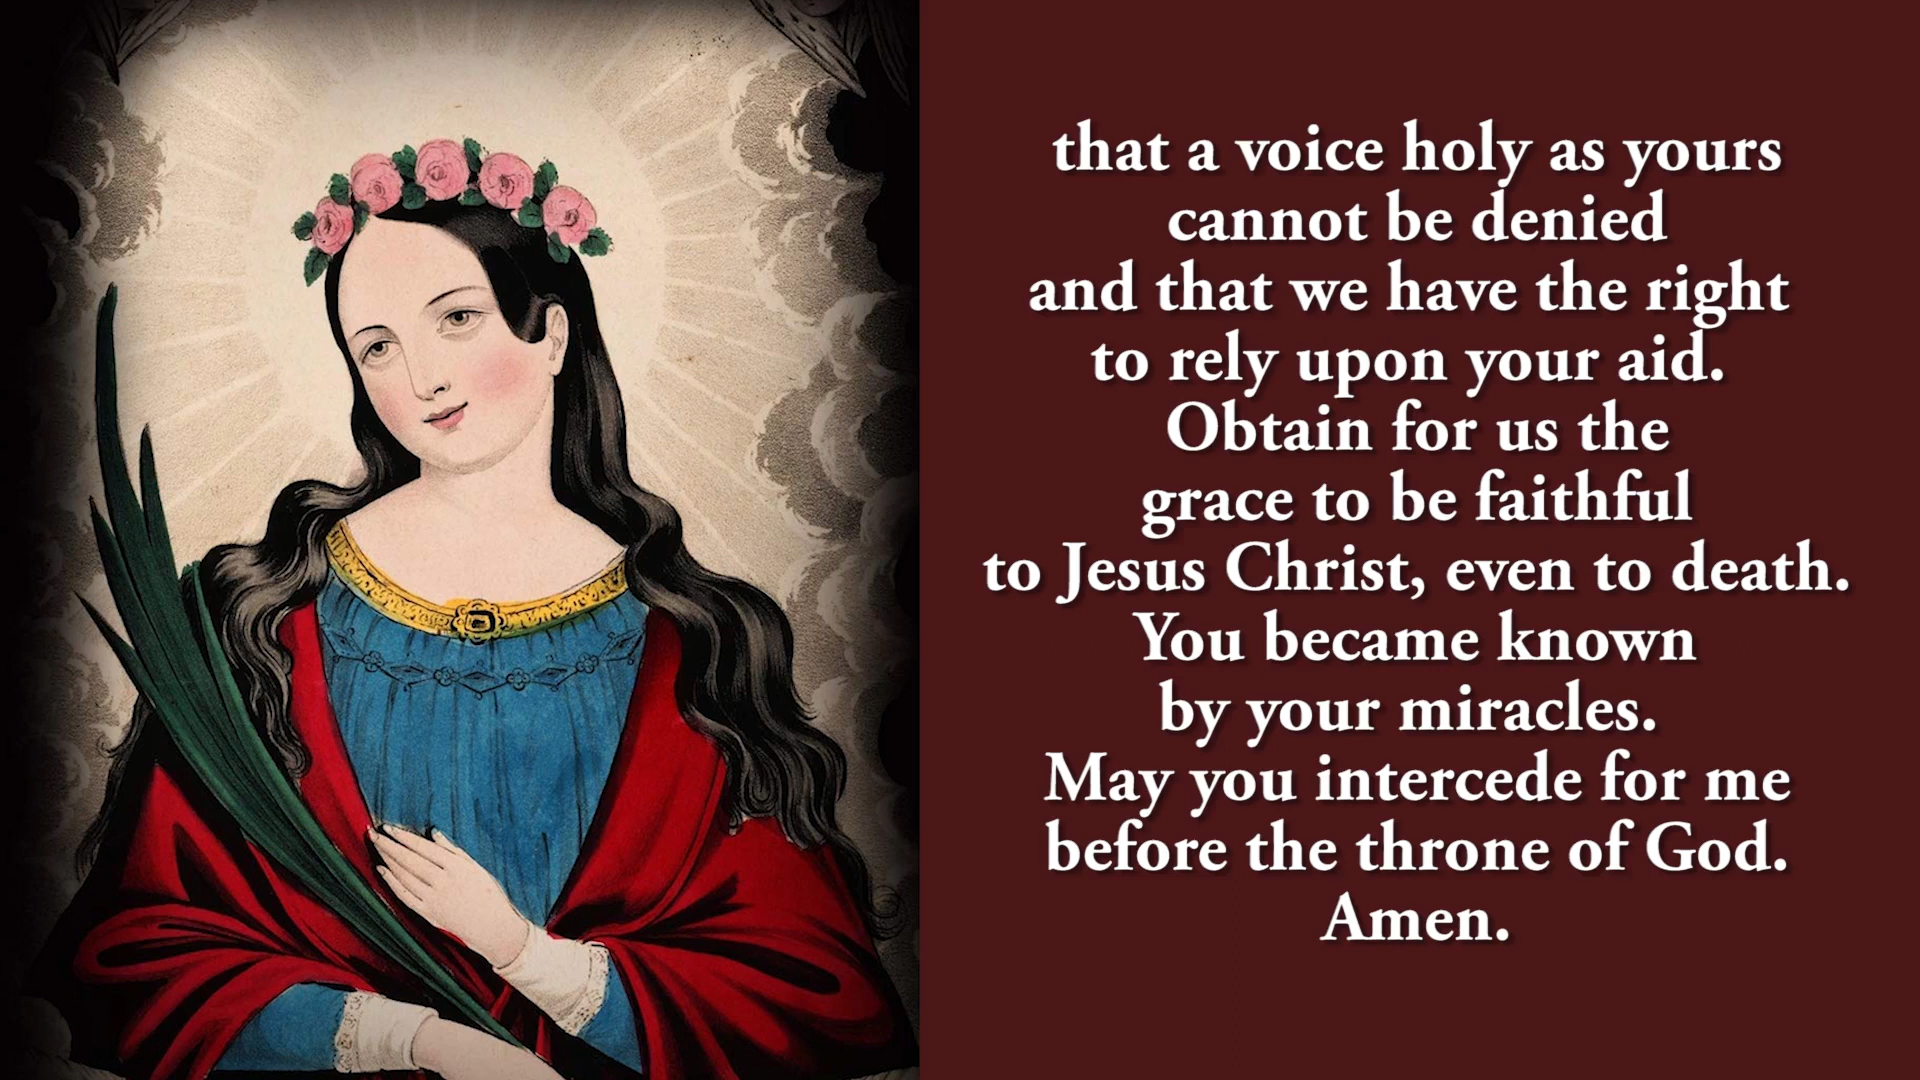 that a voice holy as yours
cannot be denied
and that we have the right
to rely upon your aid.
Obtain for us the
grace to be faithful
to Jesus Christ, even to death.
You became known
by your miracles.
May you intercede for me
before the throne of God.
Amen.